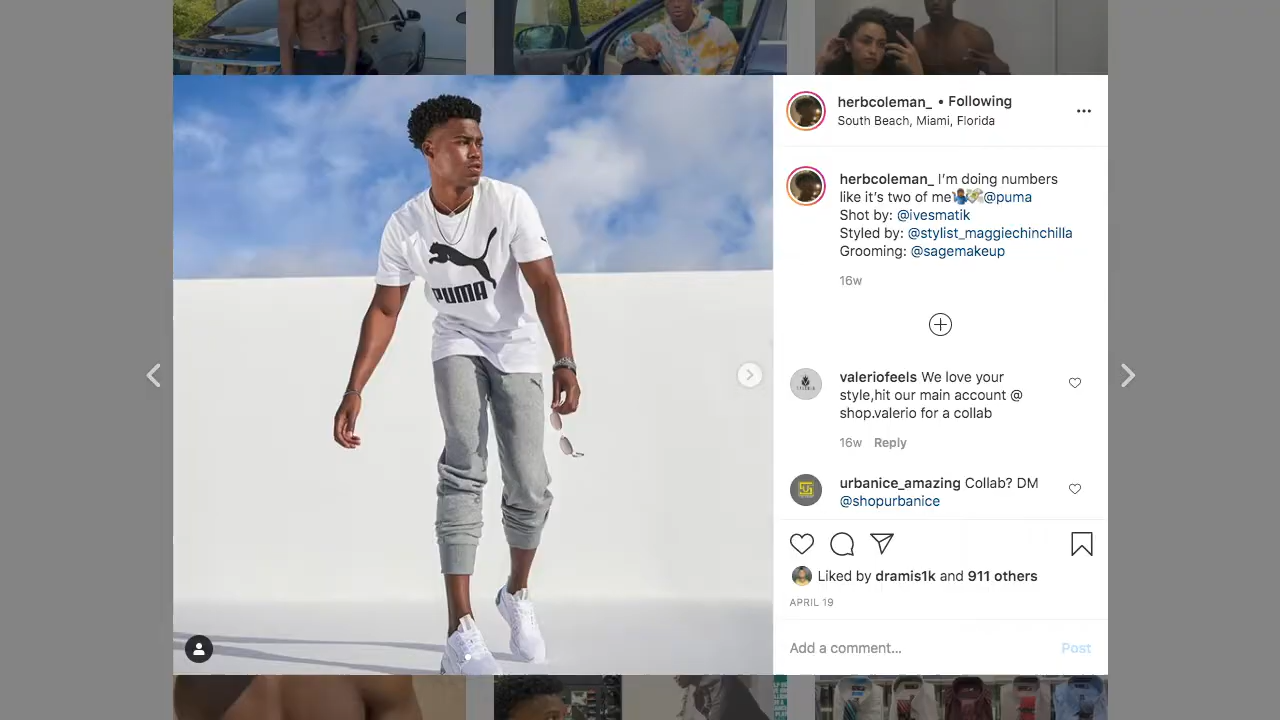 herbcoleman_ • Following
South Beach, Miami, Florida
herbcoleman_ I’m doing numbers
like it’s two of me🤷🏾‍♂️💸@puma
Shot by: @ivesmatik
Styled by: @stylist_maggiechinchilla
Grooming: @sagemakeup
16w
valeriofeels We love your
style,hit our main account @
shop.valerio for a collab
16w Reply
urbanice_amazing Collab? DM
@shopurbanice
Liked by dramis1k and 911 others
APRIL 19
Add a comment... Post
PUMA